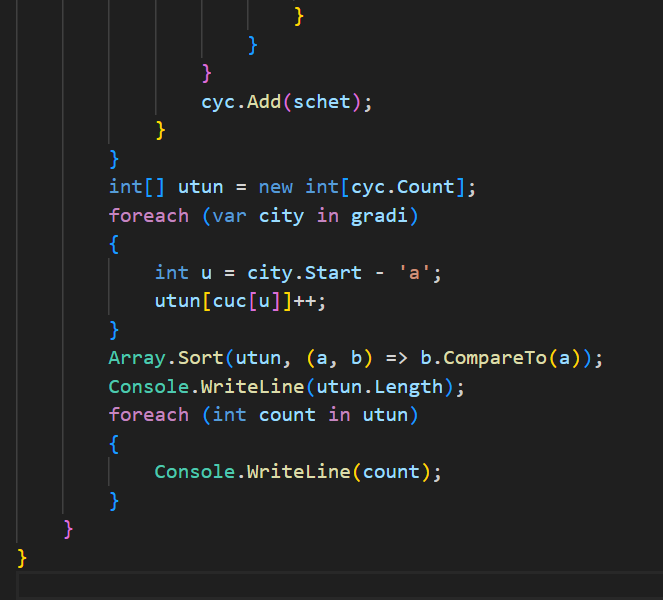 }
}
}
cyc.Add(schet);
}
}
int[] utun = new int[cyc.Count];
foreach (var city in gradi)
{
int u = city.Start - 'a';
utun[cuc[u]]++;
}
Array.Sort(utun, (a, b) => b.CompareTo(a));
Console.WriteLine(utun.Length);
foreach (int count in utun)
{
Console.WriteLine(count);
}
}
}